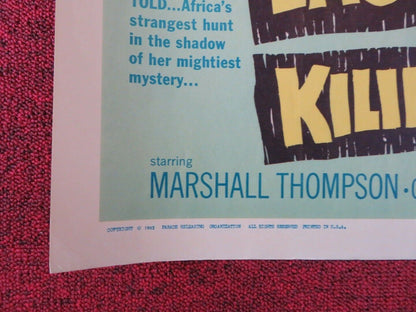 TOLD...Africa's
strangest hunt
in the shadow
of her mightiest
mystery...
KILI
starring
MARSHALL THOMPSON •
COPYRIGHT © 1962 PARADE RELEASING ORGANIZATION ALL RIGHTS RESERVED PRINTED IN U.S.A.